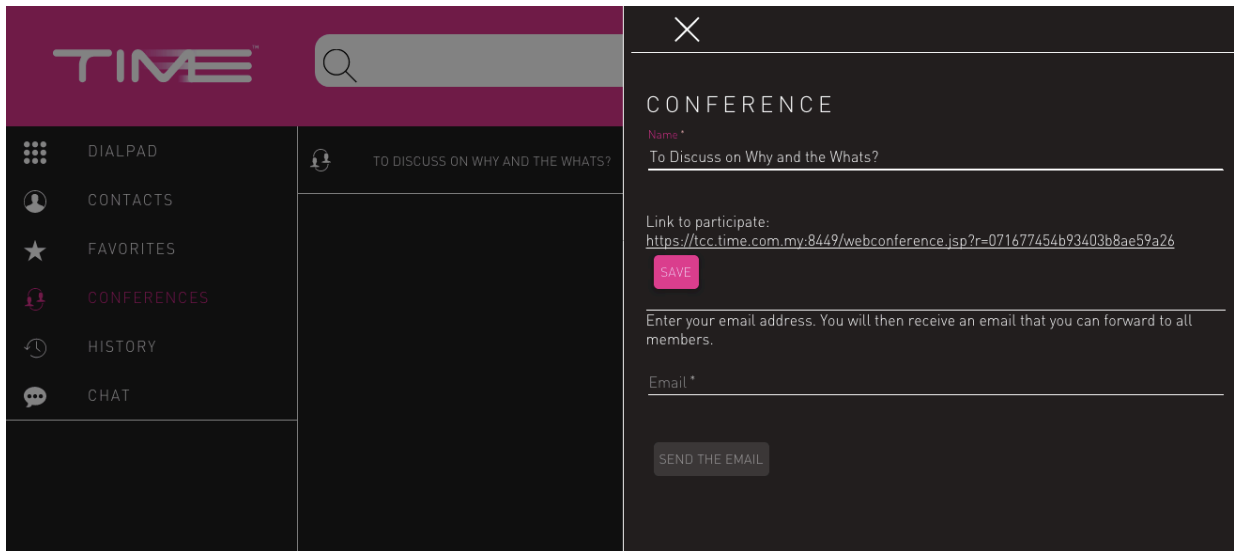 TIME™
DIALPAD
CONTACTS
FAVORITES
CONFERENCES
HISTORY
CHAT
TO DISCUSS ON WHY AND THE WHATS?
CONFERENCE
Name *
To Discuss on Why and the Whats?
Link to participate:
https://tcc.time.com.my:8449/webconference.jsp?r=071677454b93403b8ae59a26
SAVE
Enter your email address. You will then receive an email that you can forward to all
members.
Email *
SEND THE EMAIL